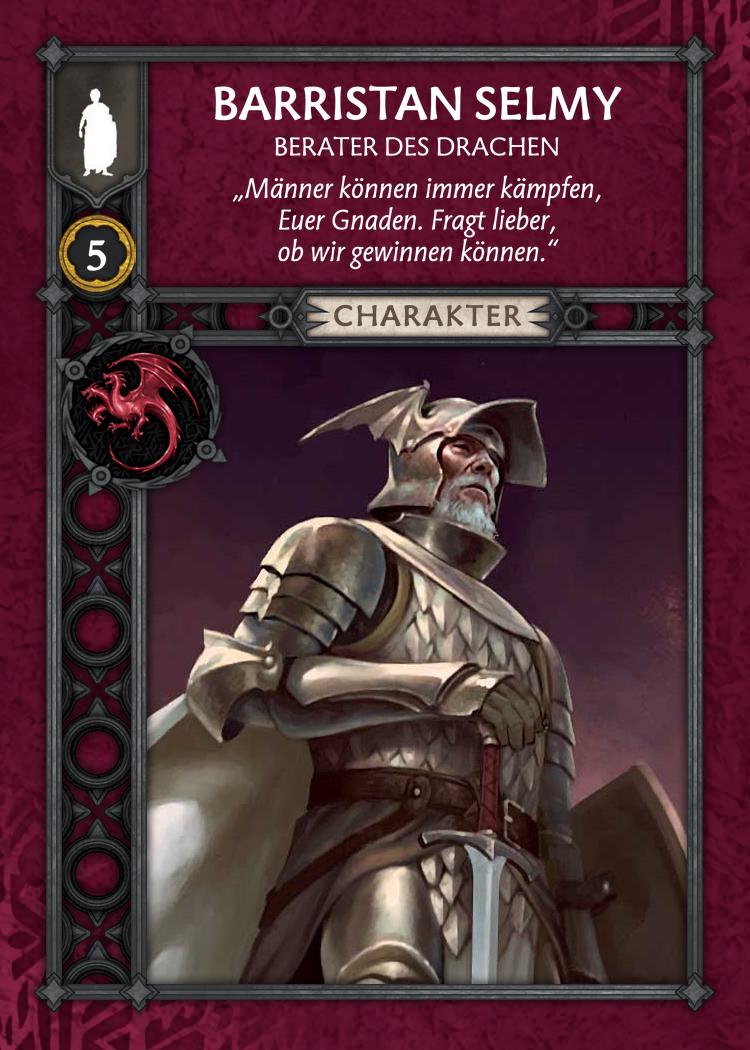 BARRISTAN SELMY
BERATER DES DRACHEN
„Männer können immer kämpfen,
Euer Gnaden. Fragt lieber,
ob wir gewinnen können.“
5
CHARAKTER